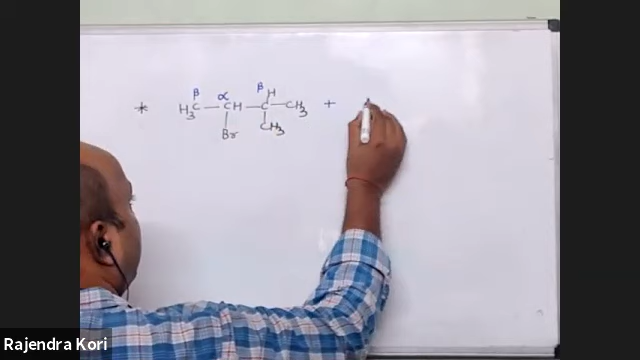 β α β H
* H3C — CH — C — CH3 +
Br CH3
Rajendra Kori